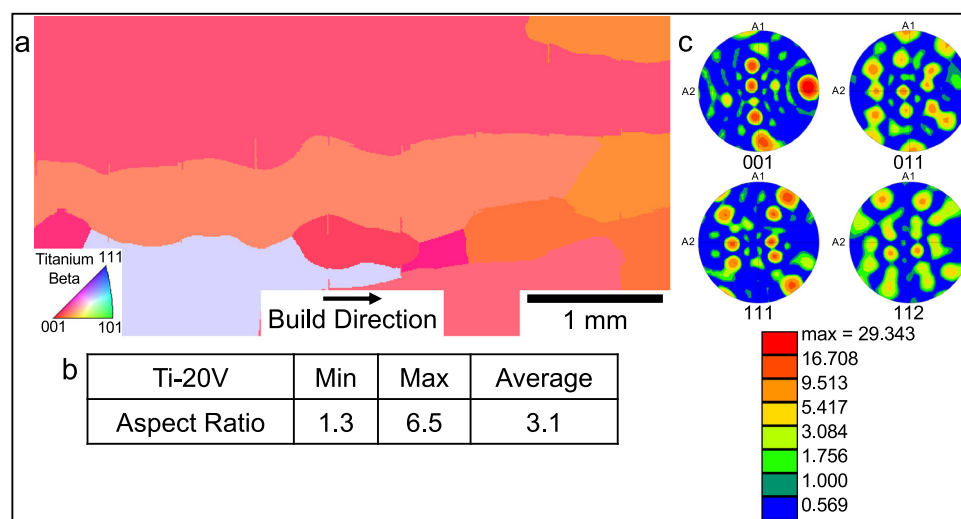 a
Titanium 111
Beta
001 101
Build Direction
1 mm
b
Ti-20V Min Max Average
Aspect Ratio 1.3 6.5 3.1
c
A1 A1
A2 A2
001 011
A1 A1
A2 A2
111 112
max = 29.343
16.708
9.513
5.417
3.084
1.756
1.000
0.569